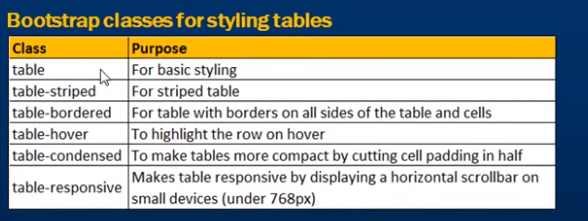 Bootstrap classes for styling tables
Class Purpose
table For basic styling
table-striped For striped table
table-bordered For table with borders on all sides of the table and cells
table-hover To highlight the row on hover
table-condensed To make tables more compact by cutting cell padding in half
table-responsive Makes table responsive by displaying a horizontal scrollbar on
small devices (under 768px)